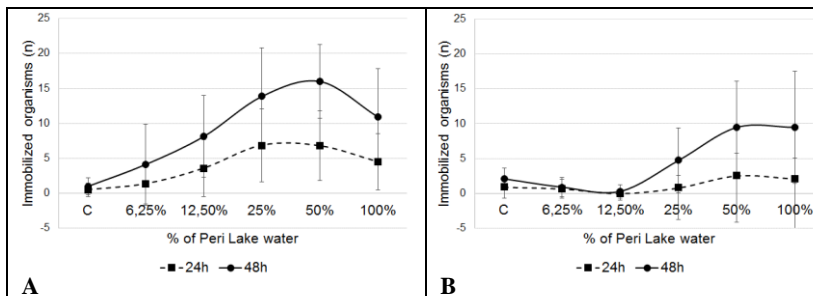 25
20
15
10
5
0
-5
Immobilized organisms (n)
C 6,25% 12,50% 25% 50% 100%
% of Peri Lake water
24h 48h
A
25
20
15
10
5
0
-5
Immobilized organisms (n)
C 6,25% 12,50% 25% 50% 100%
% of Peri Lake water
24h 48h
B